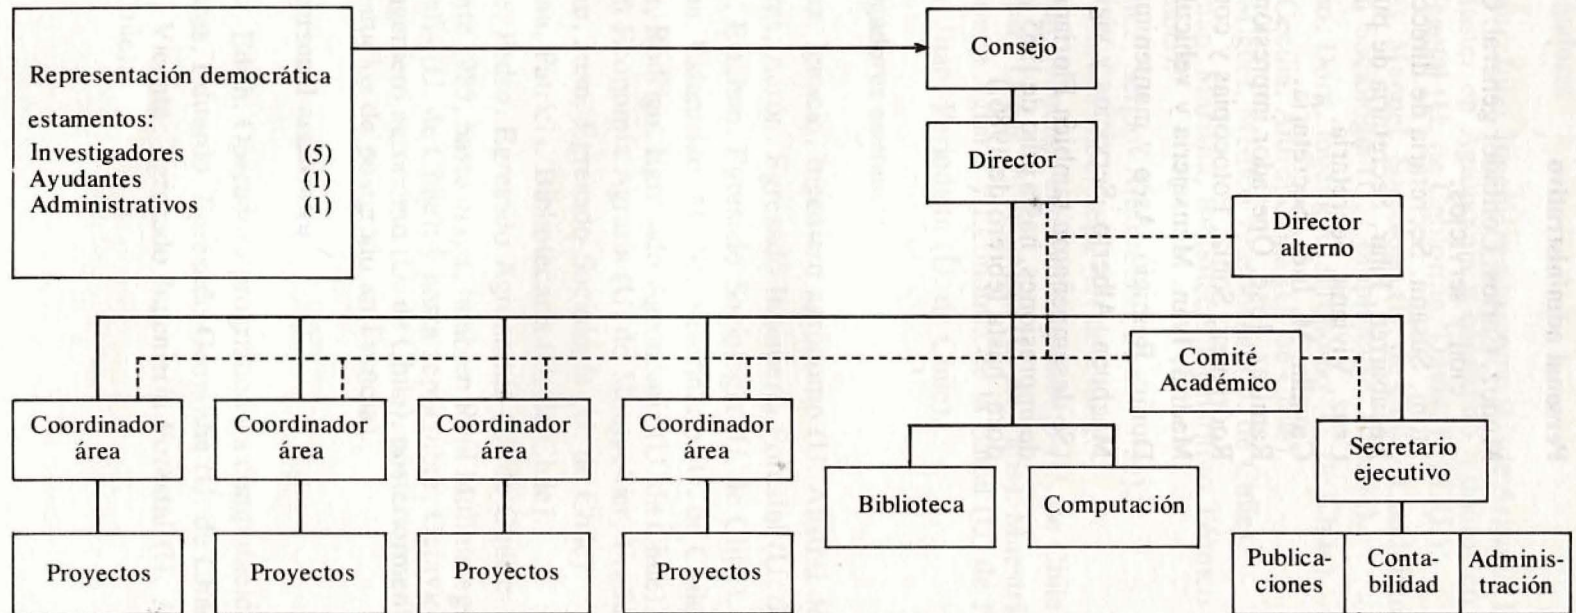 Representación democrática
estamentos:
Investigadores (5)
Ayudantes (1)
Administrativos (1)
Consejo
Director
Director
alterno
Comité
Académico
Coordinador
área
Coordinador
área
Coordinador
área
Coordinador
área
Secretario
ejecutivo
Biblioteca
Computación
Proyectos
Proyectos
Proyectos
Proyectos
Publica-
ciones
Conta-
bilidad
Adminis-
tración